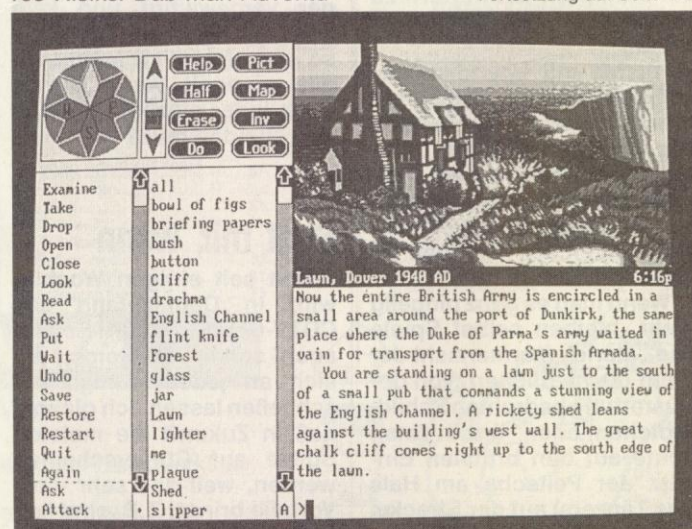 Help Pict
Half Map
Erase Inv
Do Look
Examine
Take
Drop
Open
Close
Look
Read
Ask
Put
Wait
Undo
Save
Restore
Restart
Quit
Again
Ask
Attack
all
bowl of figs
briefing papers
bush
button
Cliff
drachma
English Channel
flint knife
Forest
glass
jar
Lawn
lighter
me
plaque
Shed
slipper
A
Lawn, Dover 1940 AD 6:16p
Now the entire British Army is encircled in a
small area around the port of Dunkirk, the same
place where the Duke of Parma's army waited in
vain for transport from the Spanish Armada.
You are standing on a lawn just to the south
of a small pub that commands a stunning view of
the English Channel. A rickety shed leans
against the building's west wall. The great
chalk cliff comes right up to the south edge of
the lawn.
>